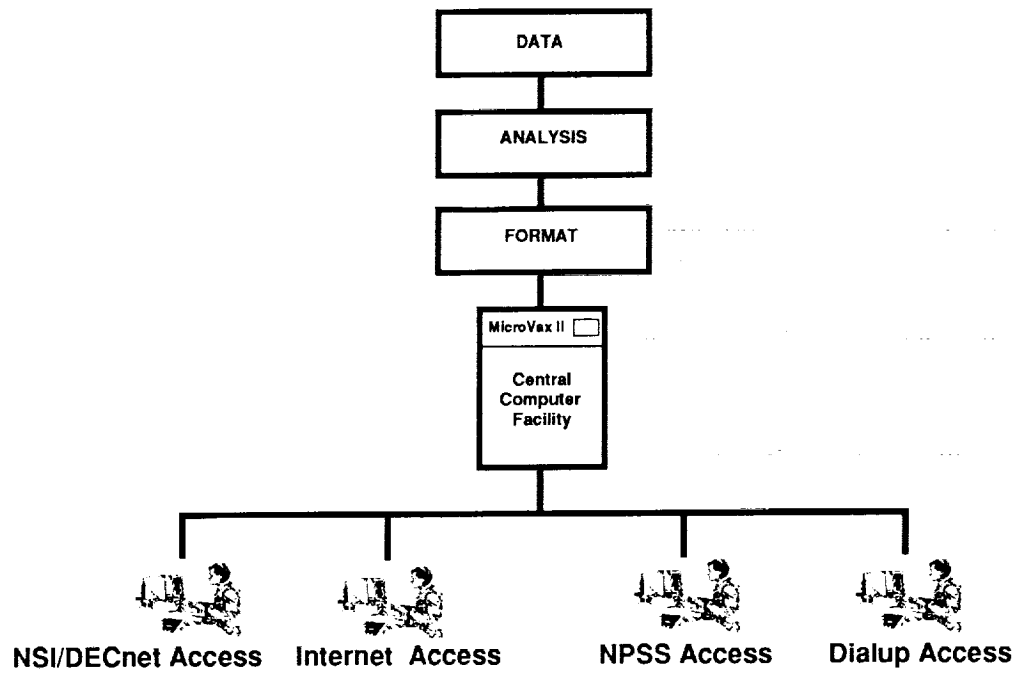 DATA
ANALYSIS
FORMAT
MicroVax II
Central
Computer
Facility
NSI/DECnet Access
Internet Access
NPSS Access
Dialup Access